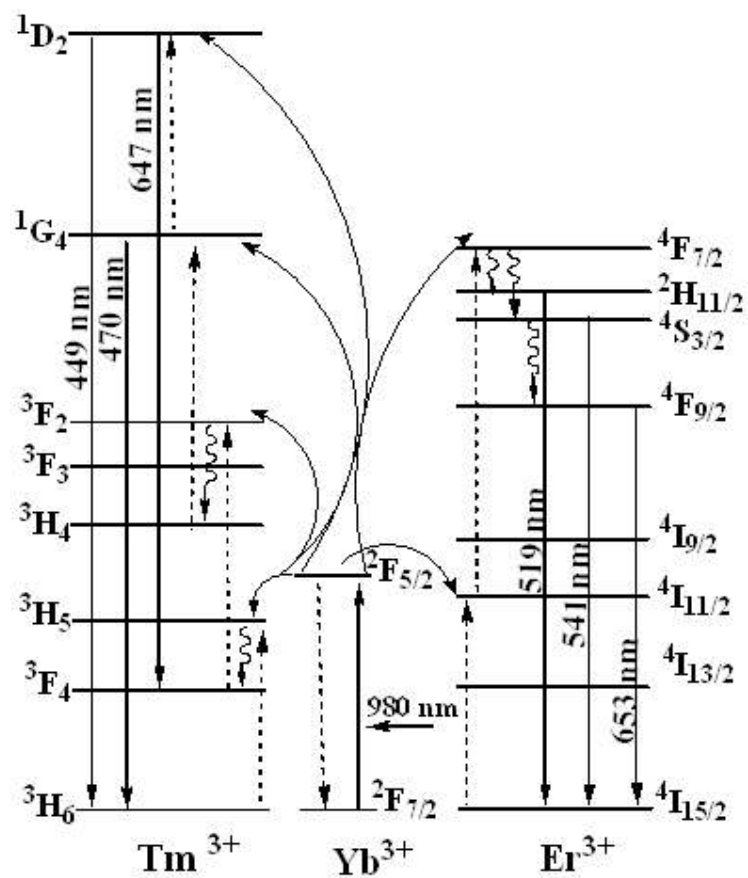 ¹D₂
647 nm
¹G₄
449 nm
470 nm
³F₂
³F₃
³H₄
³H₅
³F₄
³H₆
Tm ³⁺
²F₅/₂
980 nm
²F₇/₂
Yb³⁺
⁴F₇/₂
²H₁₁/₂
⁴S₃/₂
⁴F₉/₂
⁴I₉/₂
519 nm
541 nm
653 nm
⁴I₁₁/₂
⁴I₁₃/₂
⁴I₁₅/₂
Er³⁺